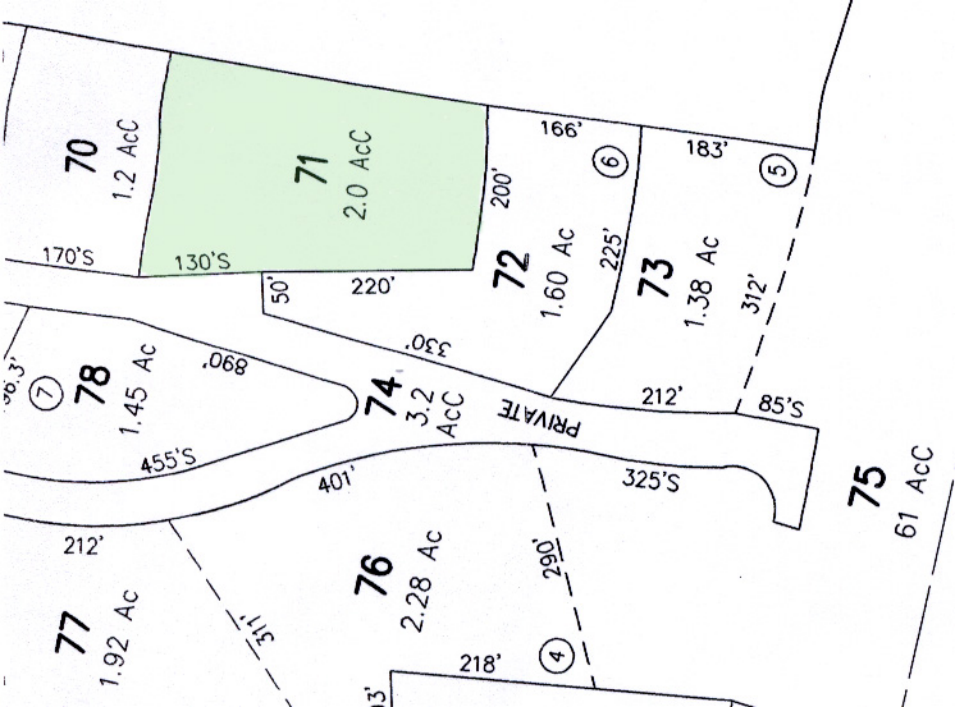 70
1.2 AcC
170'S
71
2.0 AcC
130'S
220'
50'
200'
166'
6
72
1.60 Ac
225'
330'
183'
5
73
1.38 Ac
312'
212'
85'S
890'
78
1.45 Ac
7
455'S
74
3.2
AcC
PRIVATE
401'
325'S
75
61 AcC
212'
77
1.92 Ac
311'
76
2.28 Ac
290'
218'
4